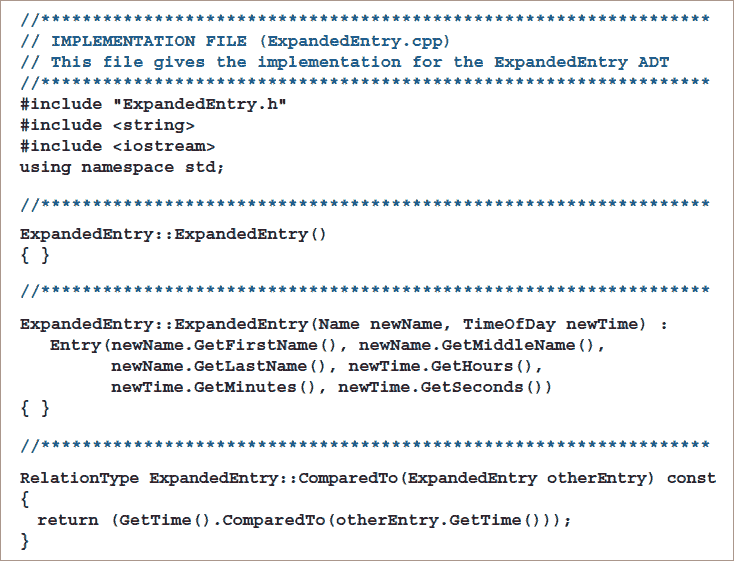 //*****************************************************************
// IMPLEMENTATION FILE (ExpandedEntry.cpp)
// This file gives the implementation for the ExpandedEntry ADT
//*****************************************************************
#include "ExpandedEntry.h"
#include <string>
#include <iostream>
using namespace std;
//*****************************************************************
ExpandedEntry::ExpandedEntry()
{ }
//*****************************************************************
ExpandedEntry::ExpandedEntry(Name newName, TimeOfDay newTime) :
   Entry(newName.GetFirstName(), newName.GetMiddleName(),
         newName.GetLastName(), newTime.GetHours(),
         newTime.GetMinutes(), newTime.GetSeconds())
{ }
//*****************************************************************
RelationType ExpandedEntry::ComparedTo(ExpandedEntry otherEntry) const
{
  return (GetTime().ComparedTo(otherEntry.GetTime()));
}